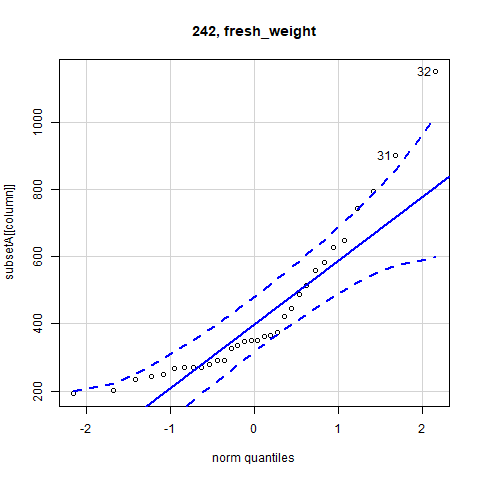 242, fresh_weight
32
31
subsetA[[column]]
1000
800
600
400
200
-2 -1 0 1 2
norm quantiles